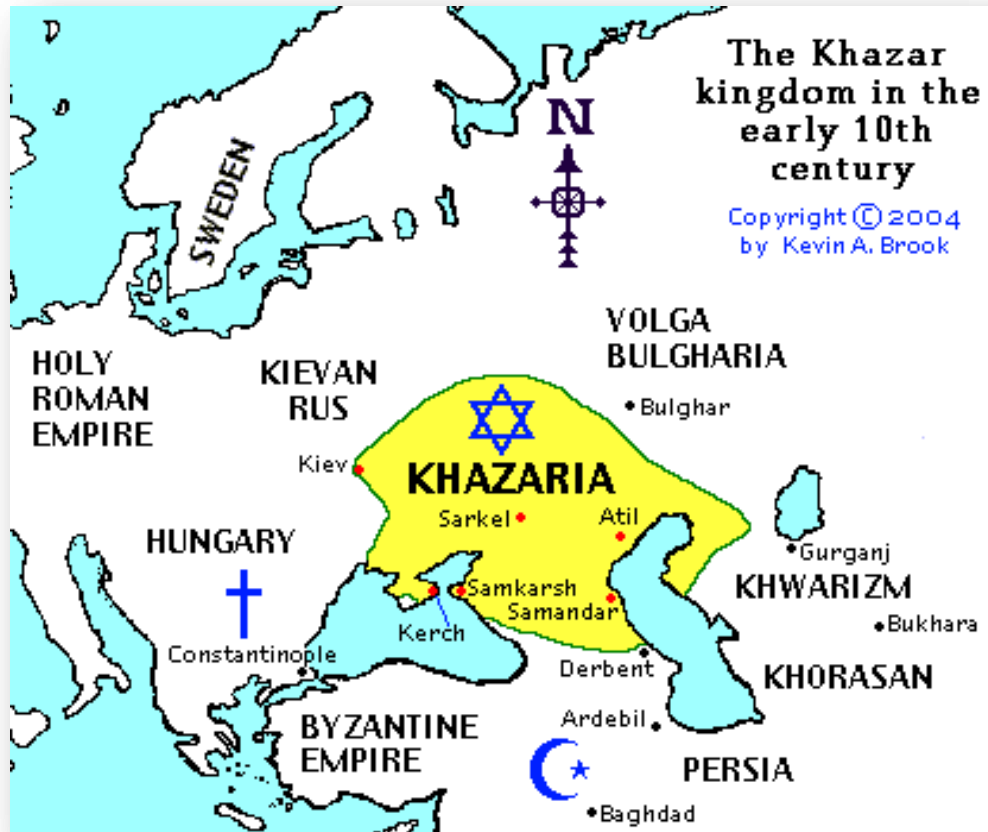 The Khazar
kingdom in the
early 10th
century
Copyright © 2004
by Kevin A. Brook
N
SWEDEN
VOLGA
BULGHARIA
HOLY
ROMAN
EMPIRE
KIEVAN
RUS
Bulghar
Kiev
KHAZARIA
Sarkel
Atil
HUNGARY
Gurganj
Samkarsh
KHWARIZM
Samandar
Bukhara
Kerch
Constantinople
Derbent
KHORASAN
Ardebil
BYZANTINE
EMPIRE
PERSIA
Baghdad